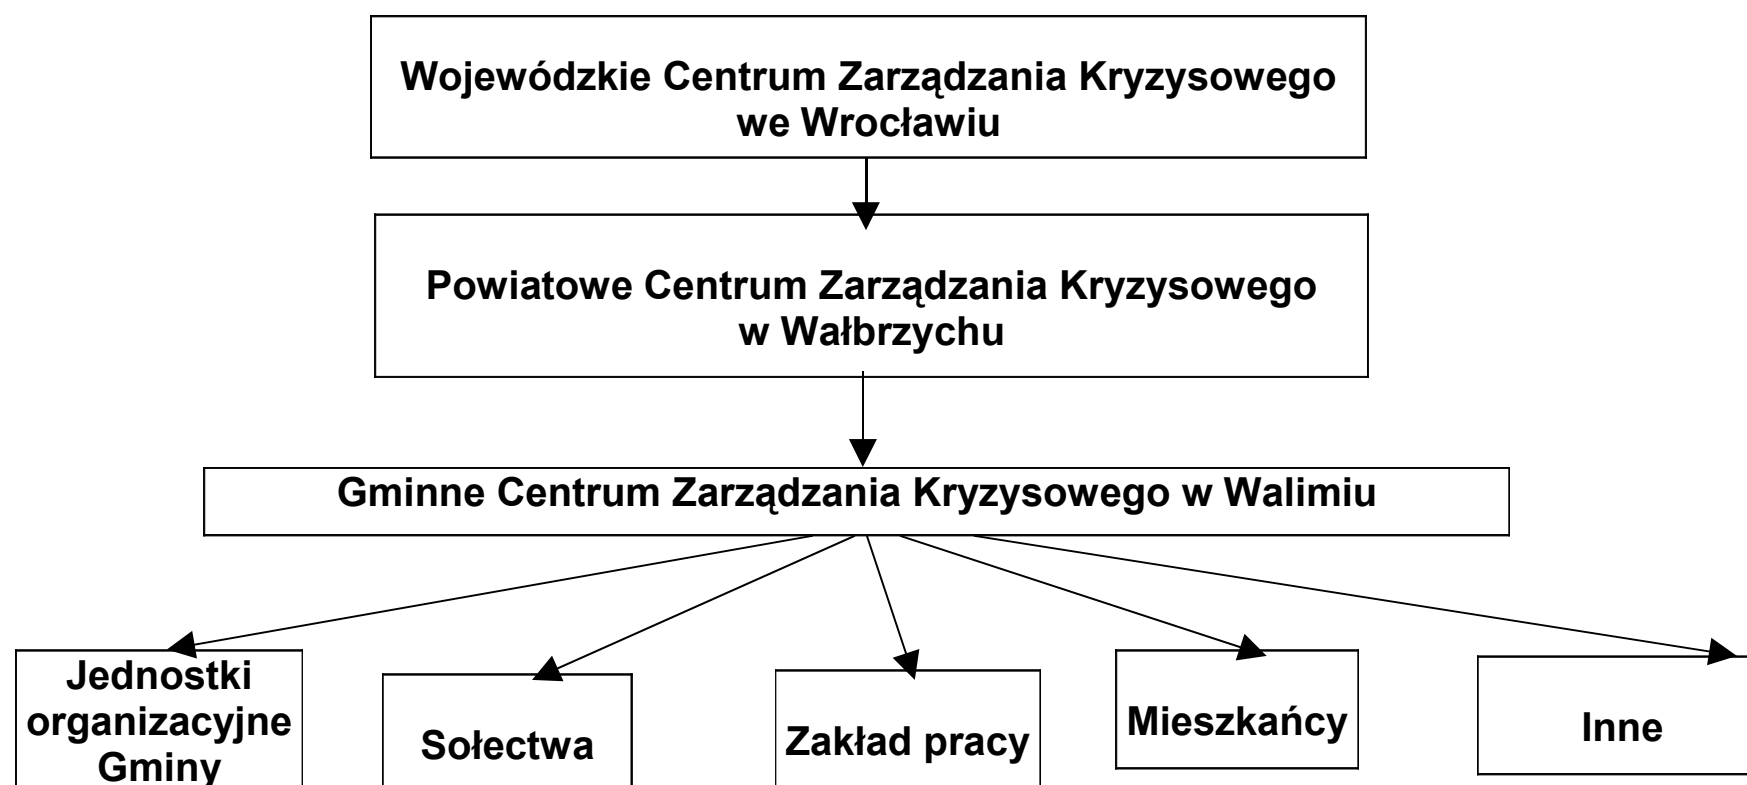 Wojewódzkie Centrum Zarządzania Kryzysowego
we Wrocławiu
Powiatowe Centrum Zarządzania Kryzysowego
w Wałbrzychu
Gminne Centrum Zarządzania Kryzysowego w Walimiu
Jednostki
organizacyjne
Gminy
Sołectwa
Zakład pracy
Mieszkańcy
Inne